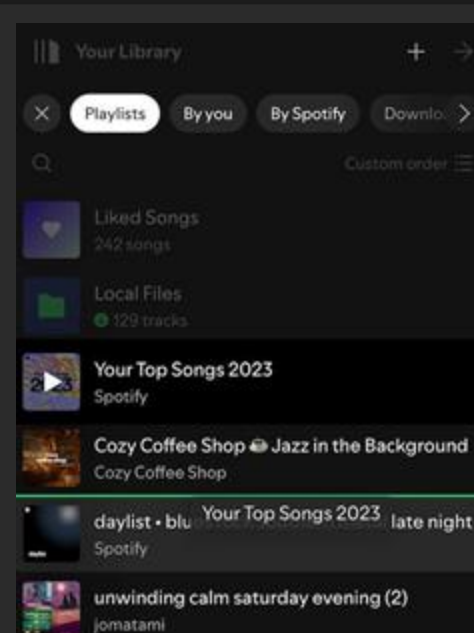 Your Library
Playlists
By you
By Spotify
Downlo
Custom order
Liked Songs
242 songs
Local Files
129 tracks
2023
Your Top Songs 2023
Spotify
Cozy Coffee Shop ☕ Jazz in the Background
Cozy Coffee Shop
daylist • blu
Your Top Songs 2023
late night
Spotify
unwinding calm saturday evening (2)
jomatami